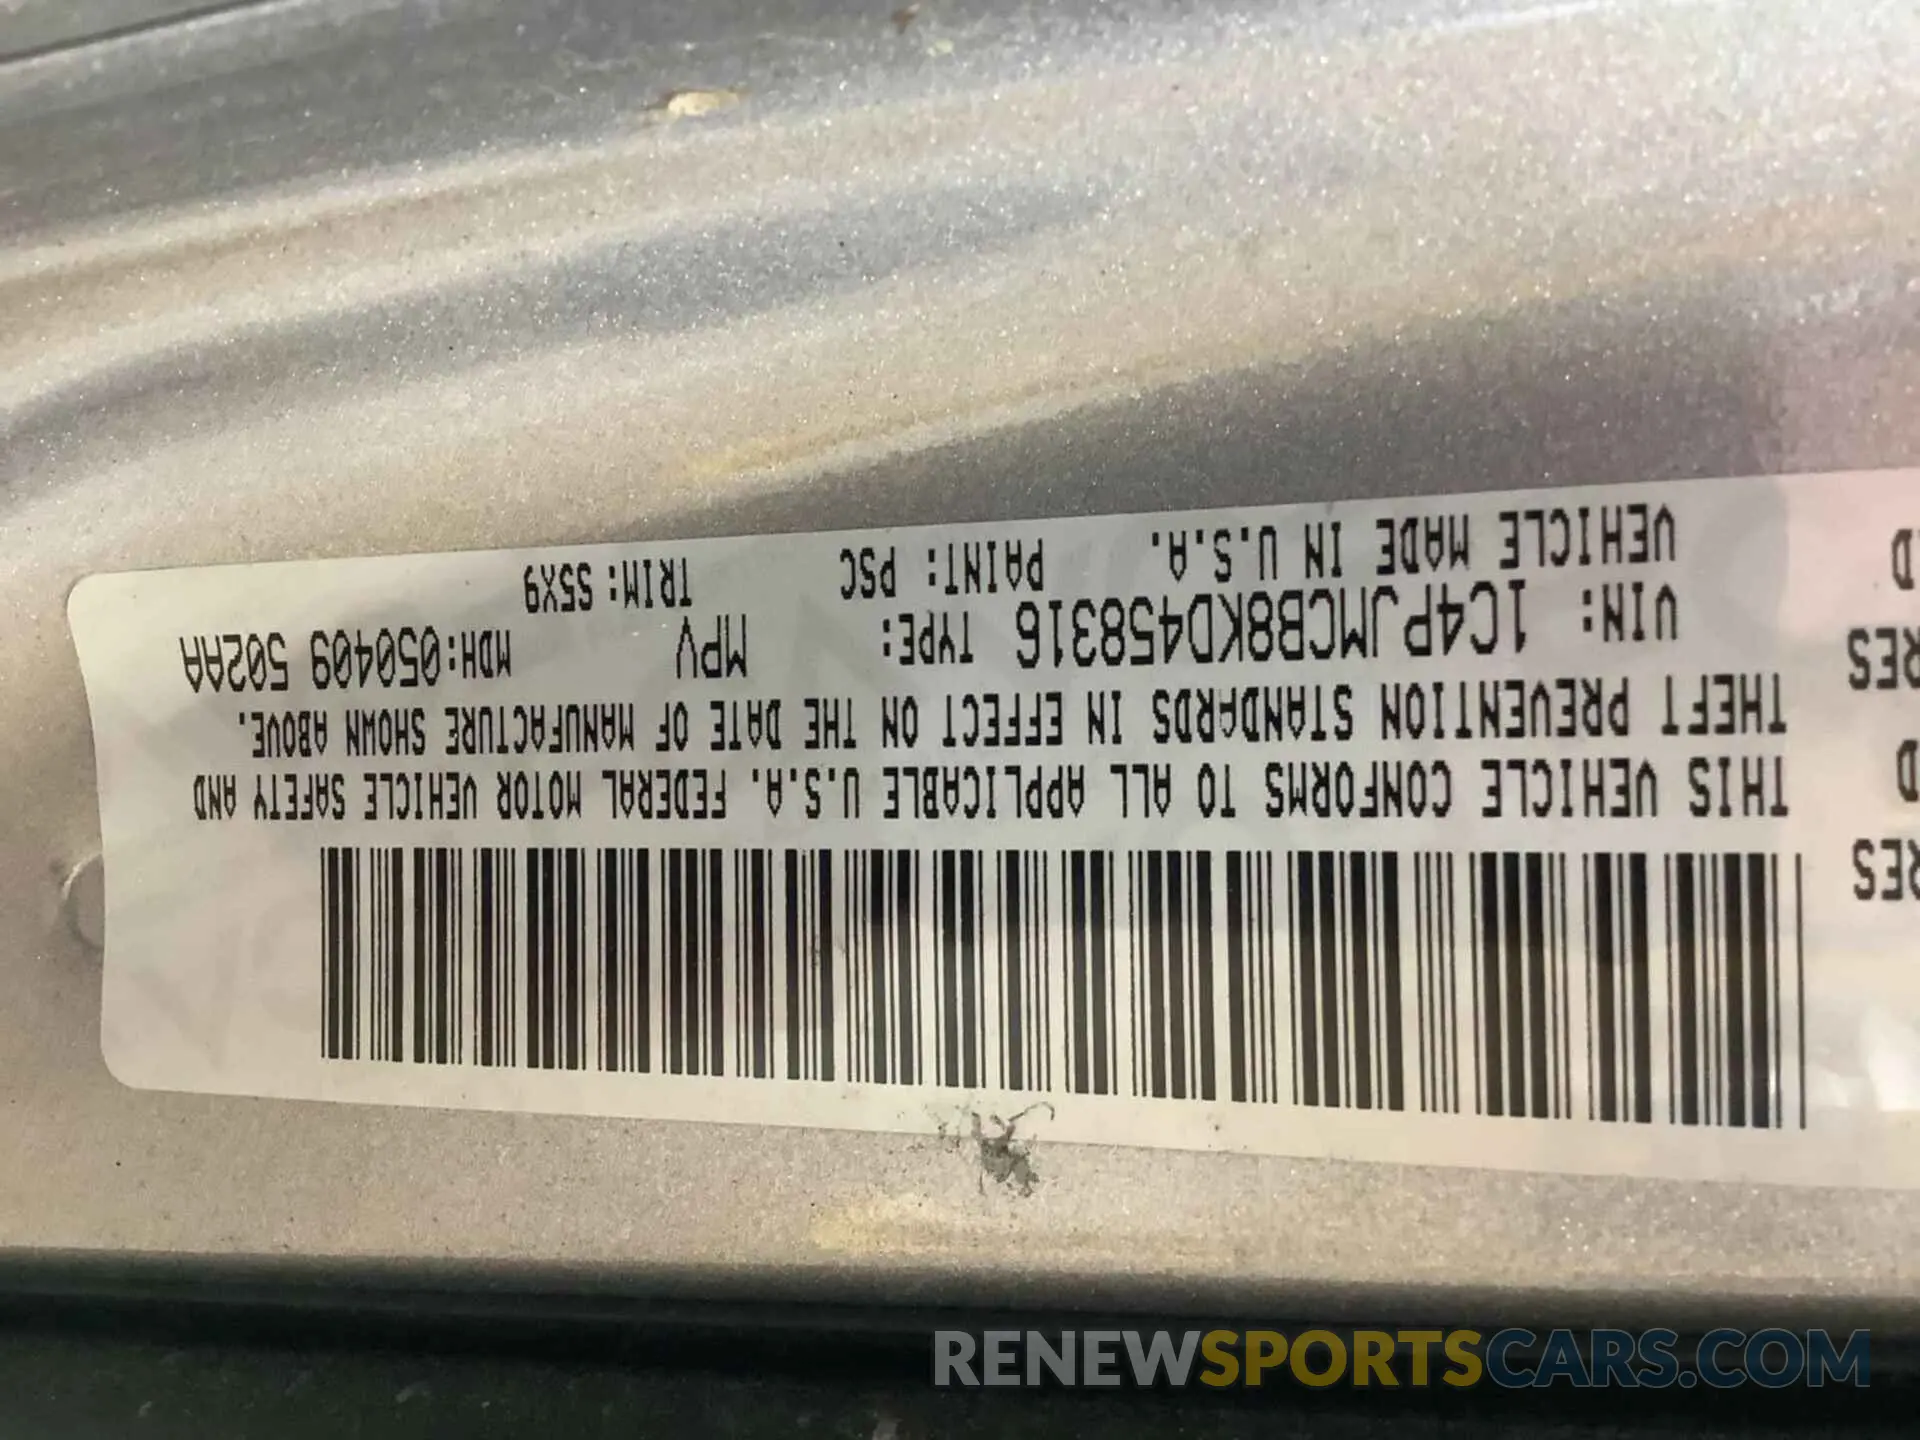 THIS VEHICLE CONFORMS TO ALL APPLICABLE U.S.A. FEDERAL MOTOR VEHICLE SAFETY AND
THEFT PREVENTION STANDARDS IN EFFECT ON THE DATE OF MANUFACTURE SHOWN ABOVE.
VIN: 1C4PJMCB8KD458316 TYPE: MPV MDH:050409 502AA
VEHICLE MADE IN U.S.A. PAINT: PSC TRIM: S5X9
RENEWSPORTSCARS.COM